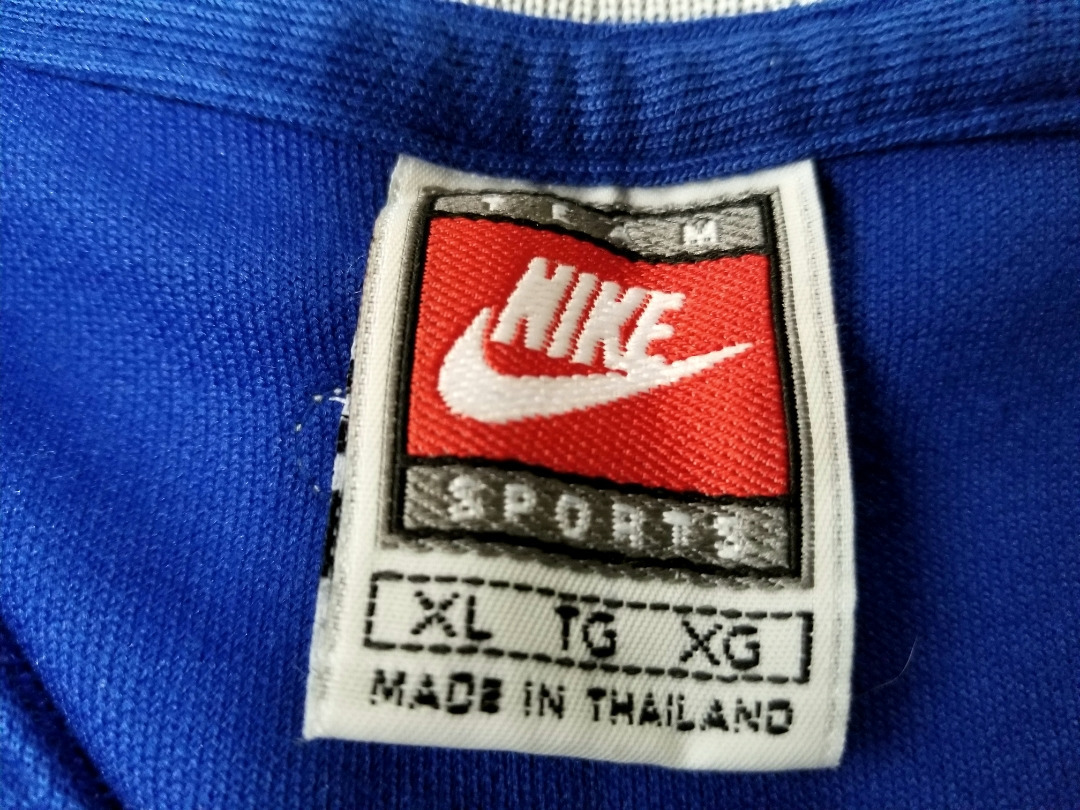 TEAM
NIKE
SPORTS
XL TG XG
MADE IN THAILAND